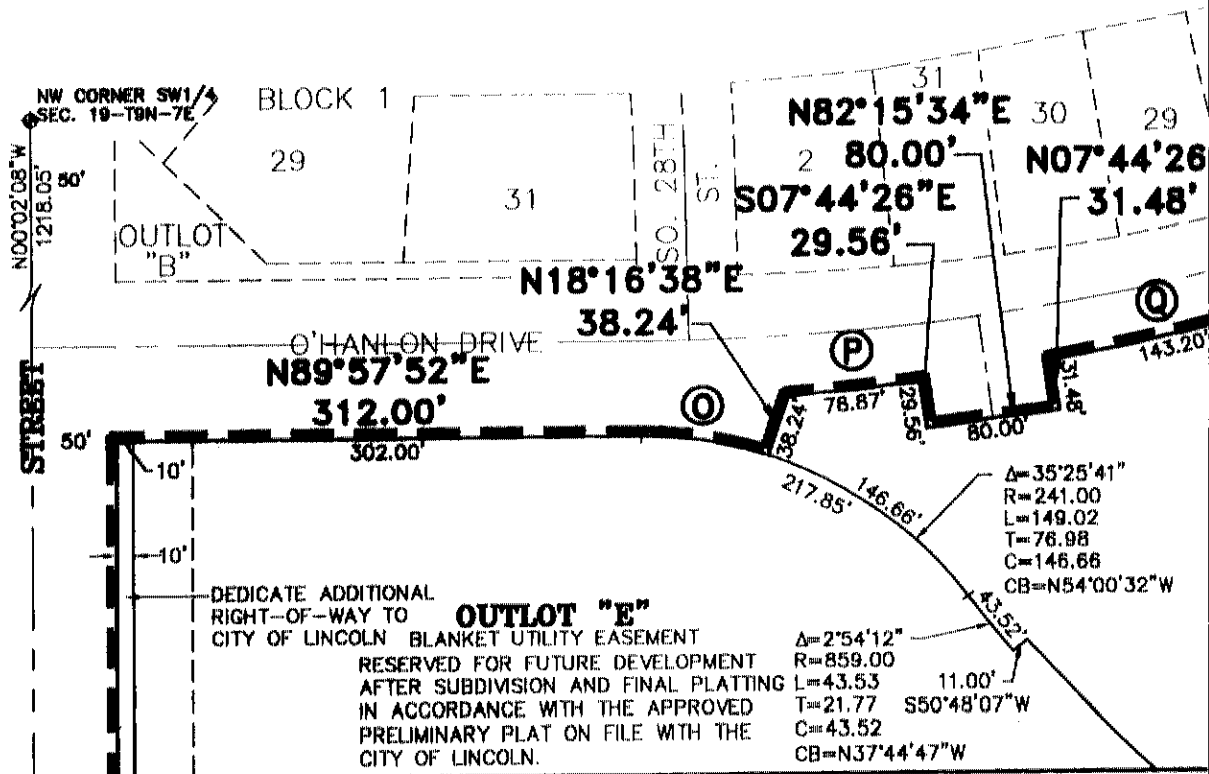 NW CORNER SW1/4
SEC. 19-T9N-7E
BLOCK 1
29
31
SO. 28TH
ST.
2
31
30
29
N82°15'34"E
80.00'
N07°44'26
31.48'
S07°44'26"E
29.56'
N00°02'08"W
1218.05'
50'
OUTLOT
"B"
N18°16'38"E
38.24'
O'HANLON DRIVE
N89°57'52"E
312.00'
O
P
Q
STREET
50'
302.00'
38.24'
78.87'
29.56'
80.00'
31.48'
143.20'
10'
10'
217.85'
146.66'
Δ=35°25'41"
R=241.00
L=149.02
T=76.98
C=146.66
CB=N54°00'32"W
DEDICATE ADDITIONAL
RIGHT-OF-WAY TO
CITY OF LINCOLN
OUTLOT "E"
BLANKET UTILITY EASEMENT
RESERVED FOR FUTURE DEVELOPMENT
AFTER SUBDIVISION AND FINAL PLATTING
IN ACCORDANCE WITH THE APPROVED
PRELIMINARY PLAT ON FILE WITH THE
CITY OF LINCOLN.
43.52'
Δ=2°54'12"
R=859.00
L=43.53
T=21.77
C=43.52
CB=N37°44'47"W
11.00'
S50°48'07"W